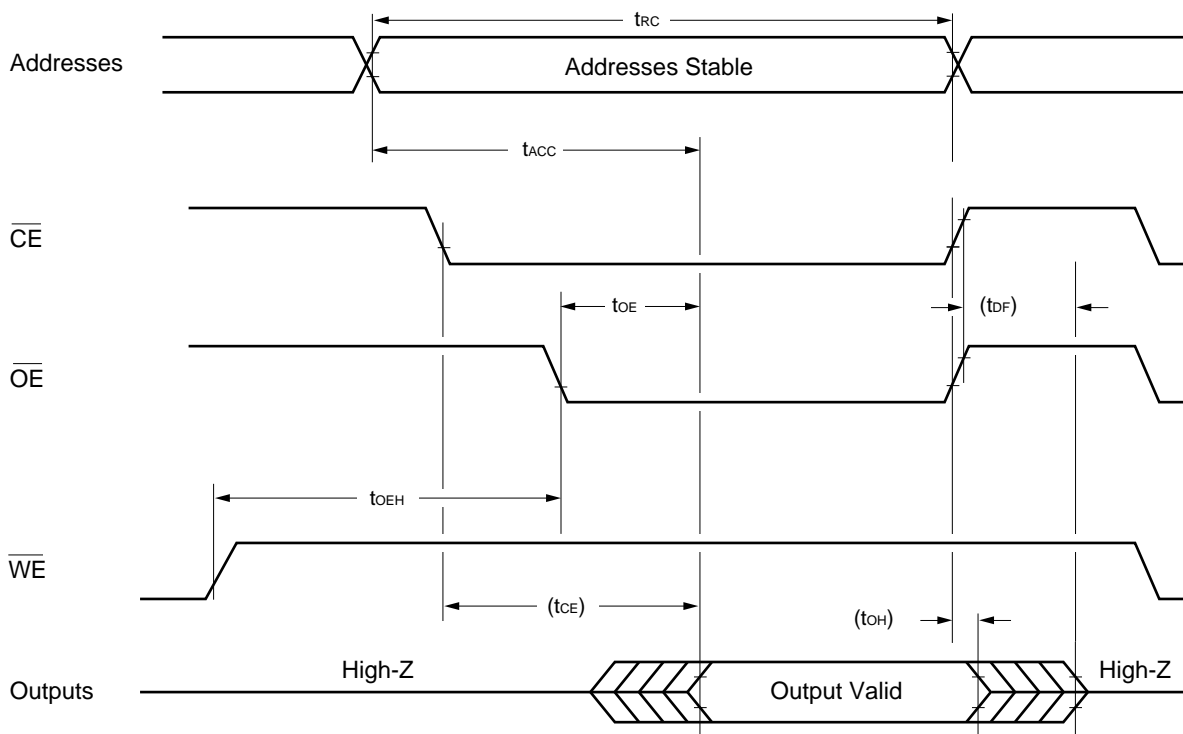 tRC
Addresses
Addresses Stable
tACC
CE
tOE
(tDF)
OE
tOEH
WE
(tCE)
(tOH)
High-Z
High-Z
Outputs
Output Valid